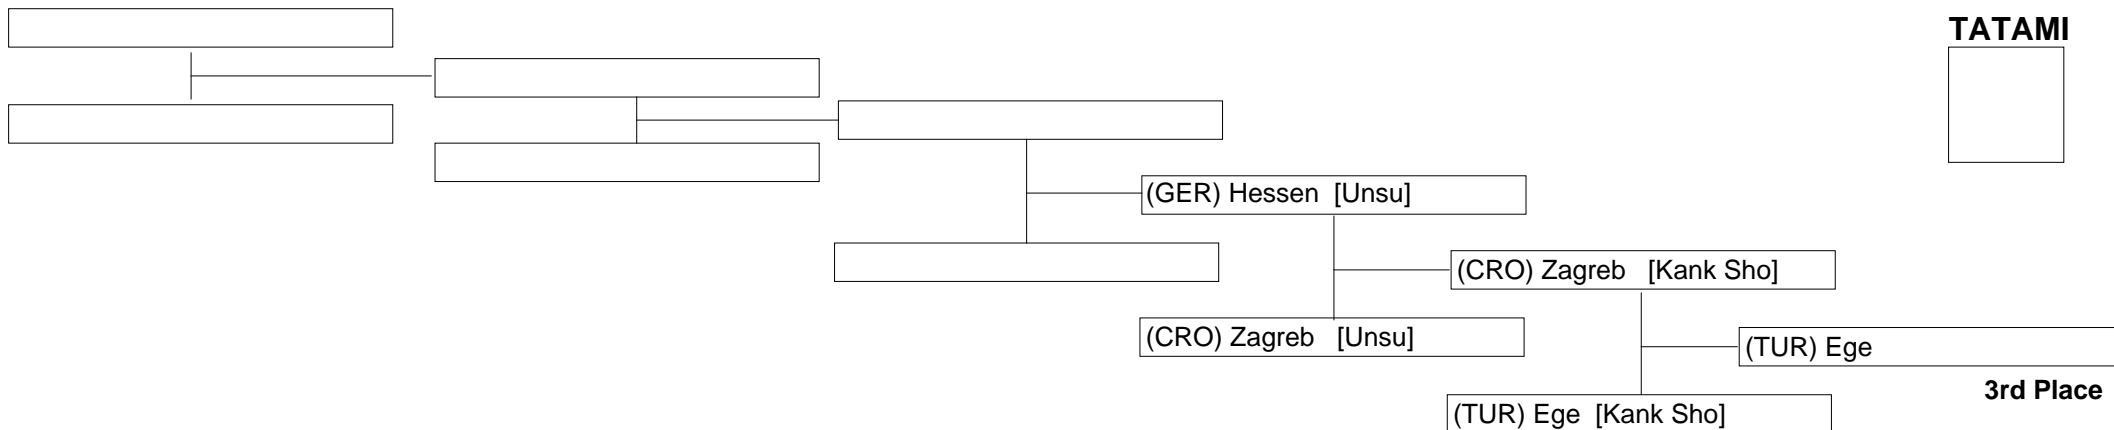 TATAMI
(GER) Hessen [Unsu]
(CRO) Zagreb [Kank Sho]
(CRO) Zagreb [Unsu]
(TUR) Ege
3rd Place
(TUR) Ege [Kank Sho]